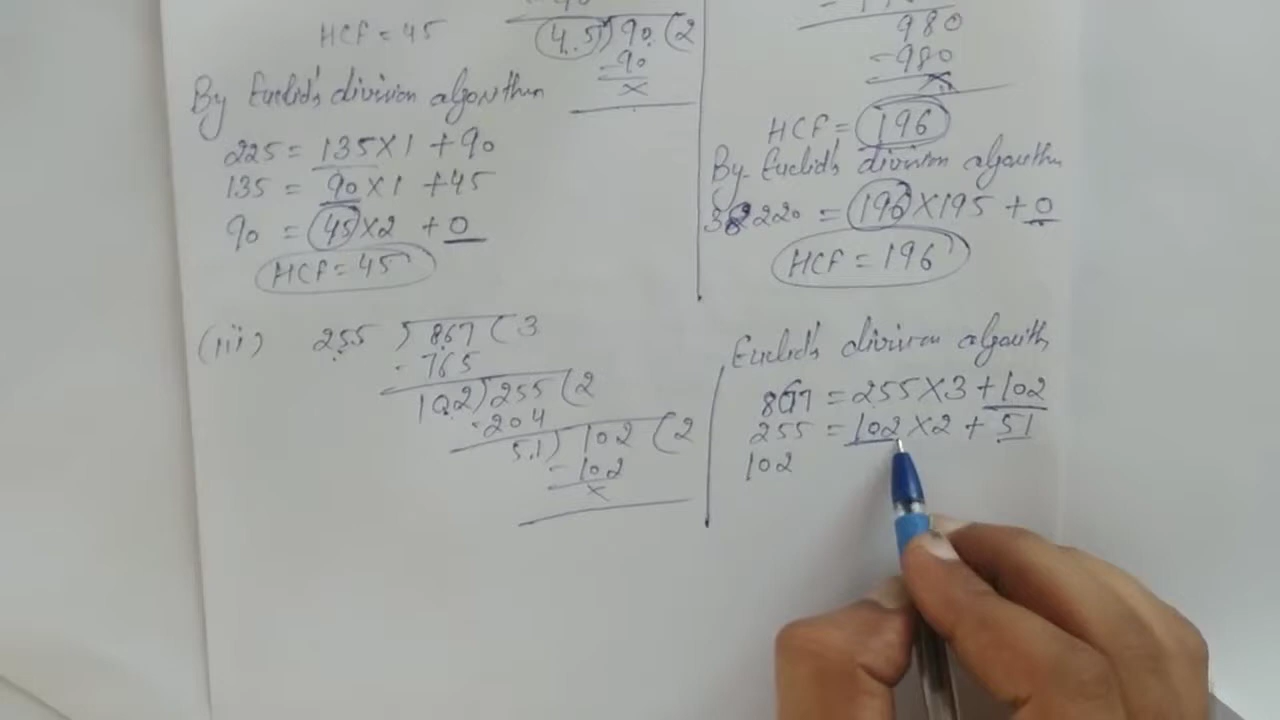 HCF = 45
45) 90 (2
- 90
x
By Euclid's division algorithm
225 = 135 X 1 + 90
135 = 90 X 1 + 45
90 = 45 X 2 + 0
HCF = 45
980
- 980
x
HCF = 196
By Euclid's division algorithm
38220 = 196 X 195 + 0
HCF = 196
(iii) 255 ) 867 ( 3
- 765
102) 255 (2
- 204
51) 102 (2
- 102
x
Euclid's division algorith
867 = 255 X 3 + 102
255 = 102 X 2 + 51
102